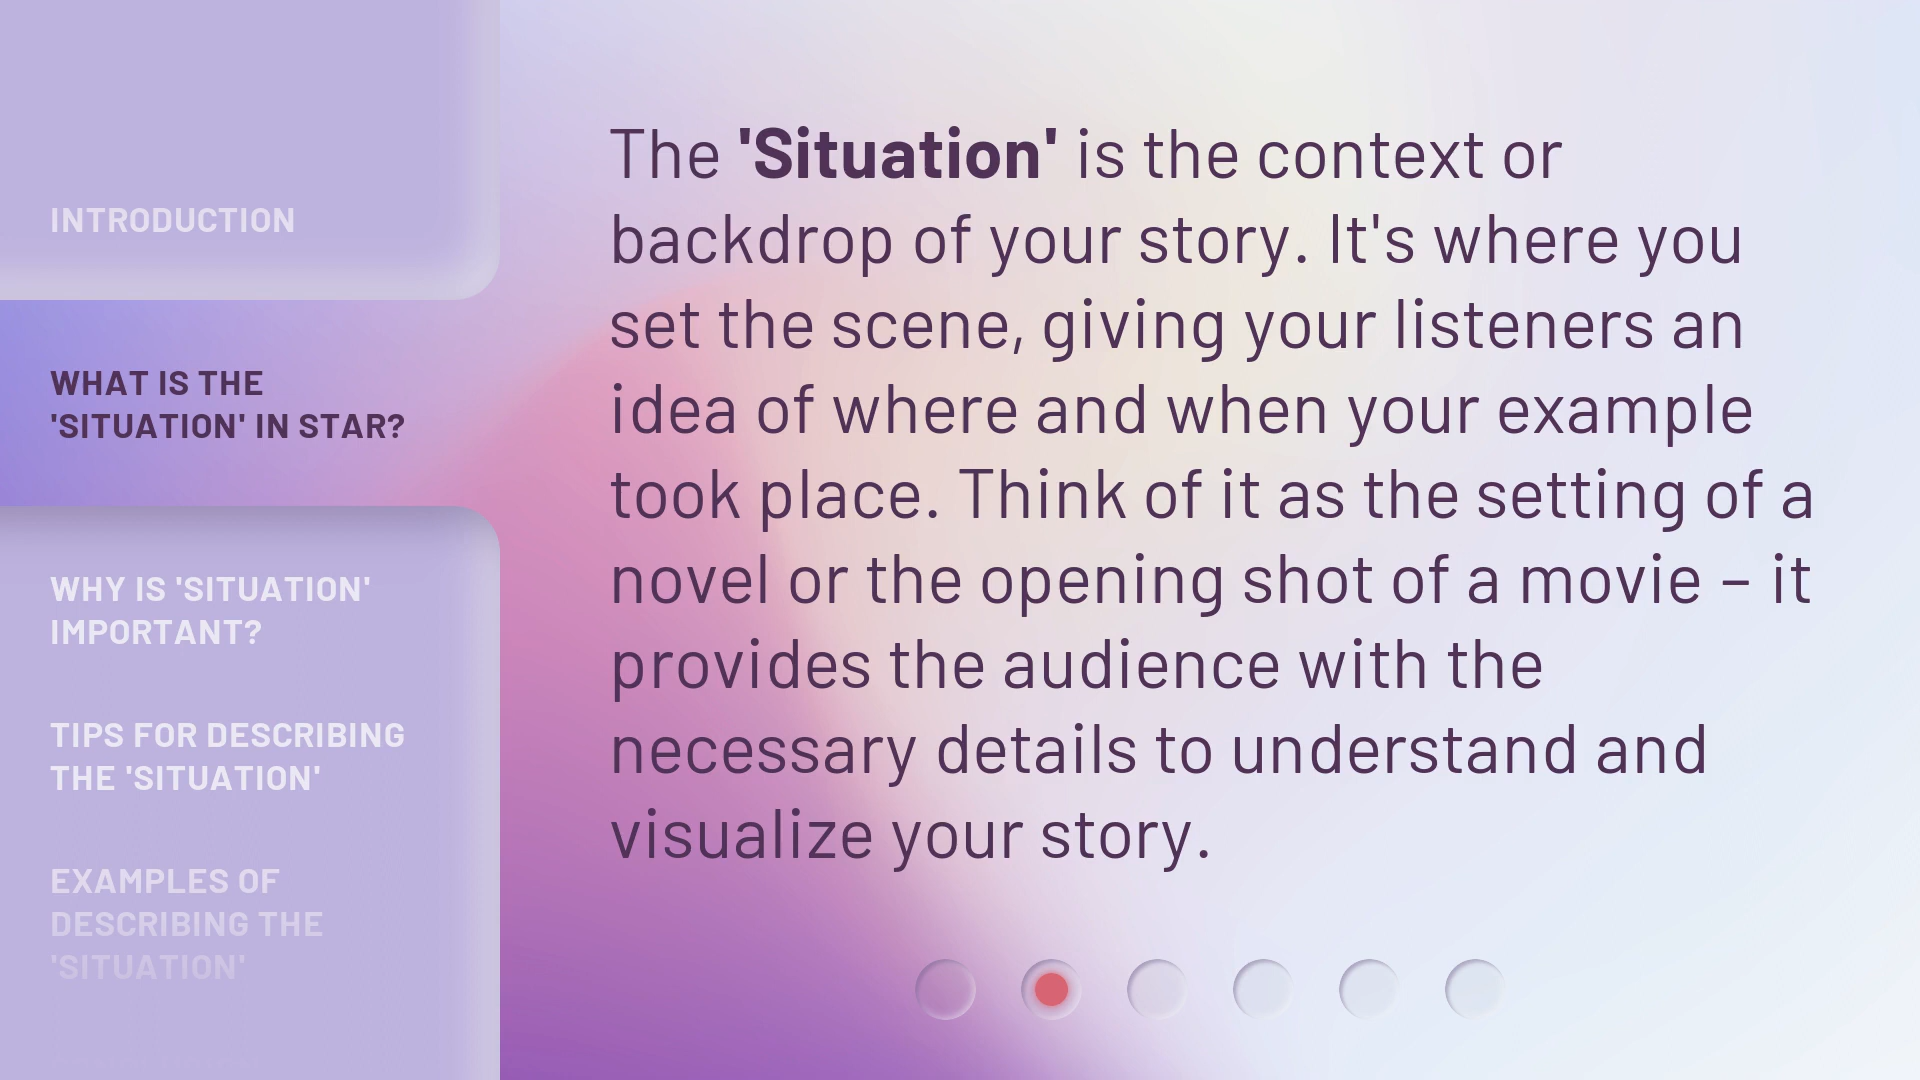 INTRODUCTION
WHAT IS THE
'SITUATION' IN STAR?
WHY IS 'SITUATION'
IMPORTANT?
TIPS FOR DESCRIBING
THE 'SITUATION'
EXAMPLES OF
DESCRIBING THE
'SITUATION'
The 'Situation' is the context or
backdrop of your story. It's where you
set the scene, giving your listeners an
idea of where and when your example
took place. Think of it as the setting of a
novel or the opening shot of a movie – it
provides the audience with the
necessary details to understand and
visualize your story.